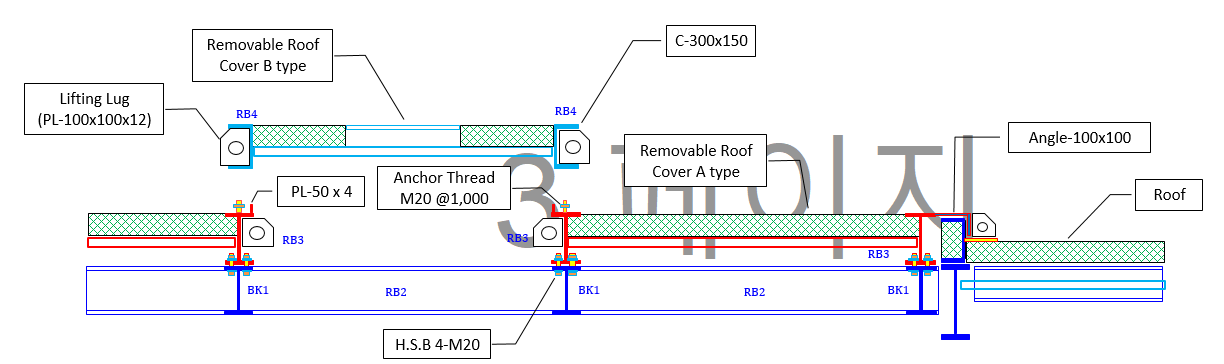 Removable Roof
Cover B type
C-300x150
Lifting Lug
(PL-100x100x12)
RB4
RB4
3 페이지
Angle-100x100
Removable Roof
Cover A type
PL-50 x 4
Anchor Thread
M20 @1,000
Roof
RB3
RB3
RB3
BK1
RB2
BK1
RB2
BK1
H.S.B 4-M20